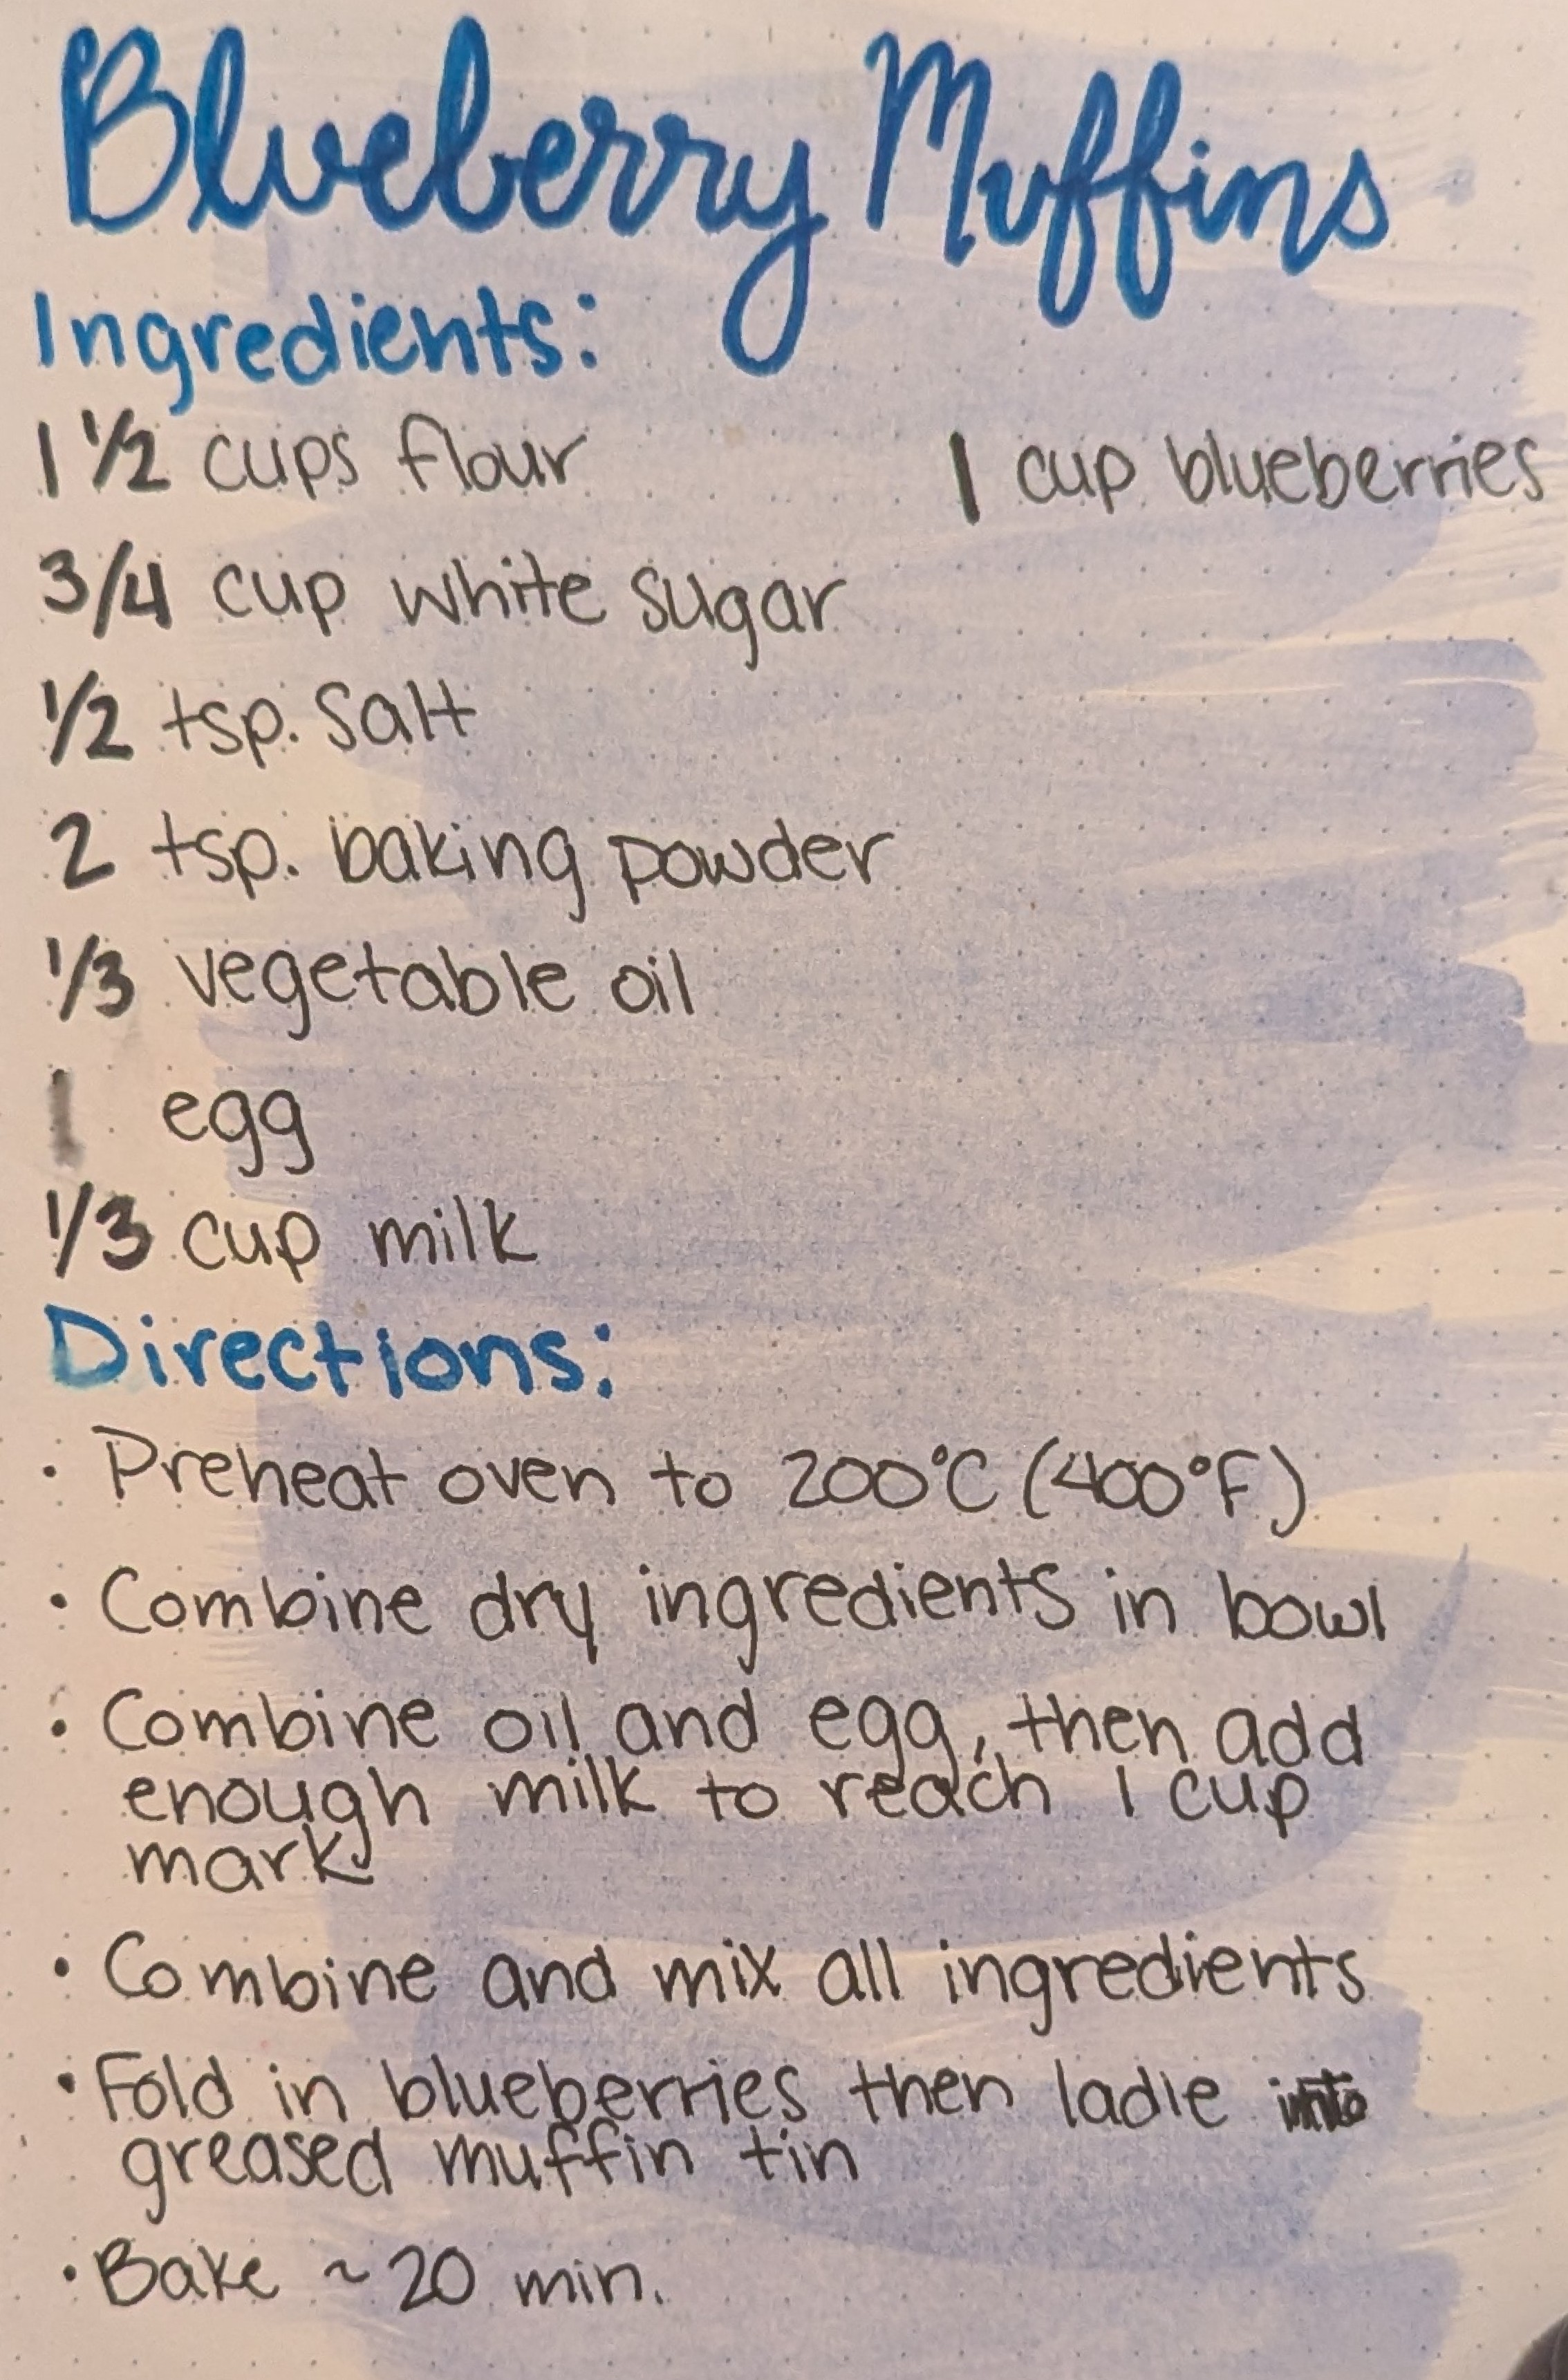 Blueberry Muffins
Ingredients:
1 1/2 cups flour
1 cup blueberries
3/4 cup white sugar
1/2 tsp. salt
2 tsp. baking powder
1/3 vegetable oil
1 egg
1/3 cup milk
Directions:
· Preheat oven to 200°C (400°F)
· Combine dry ingredients in bowl
· Combine oil and egg, then add
enough milk to reach 1 cup
mark
· Combine and mix all ingredients
· Fold in blueberries then ladle into
greased muffin tin
· Bake ~20 min.